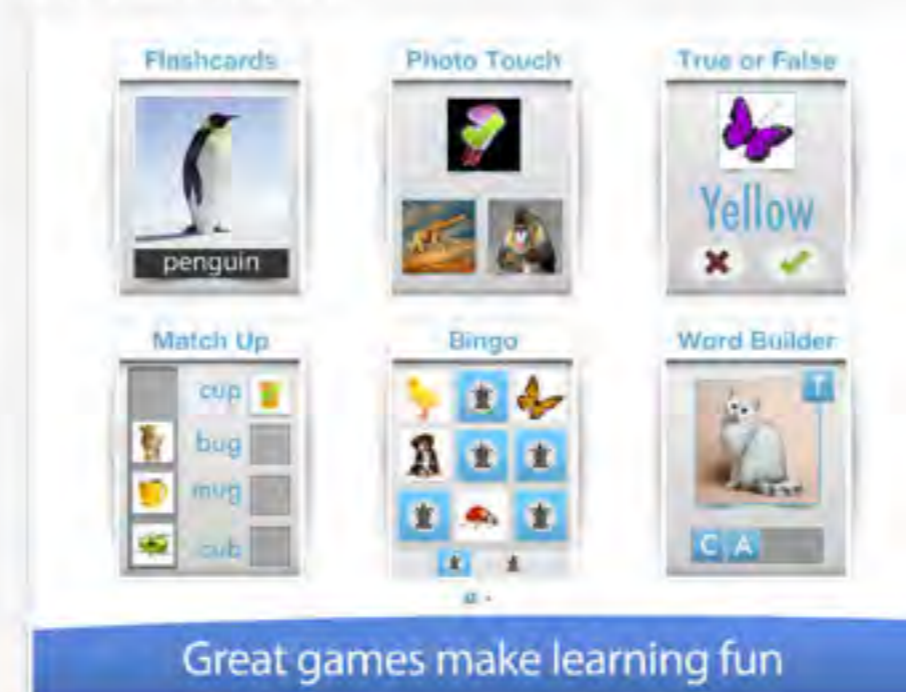 Flashcards
Photo Touch
True or False
penguin
Yellow
Match Up
Bingo
Word Builder
cup
bug
mug
cub
T
C A
Great games make learning fun